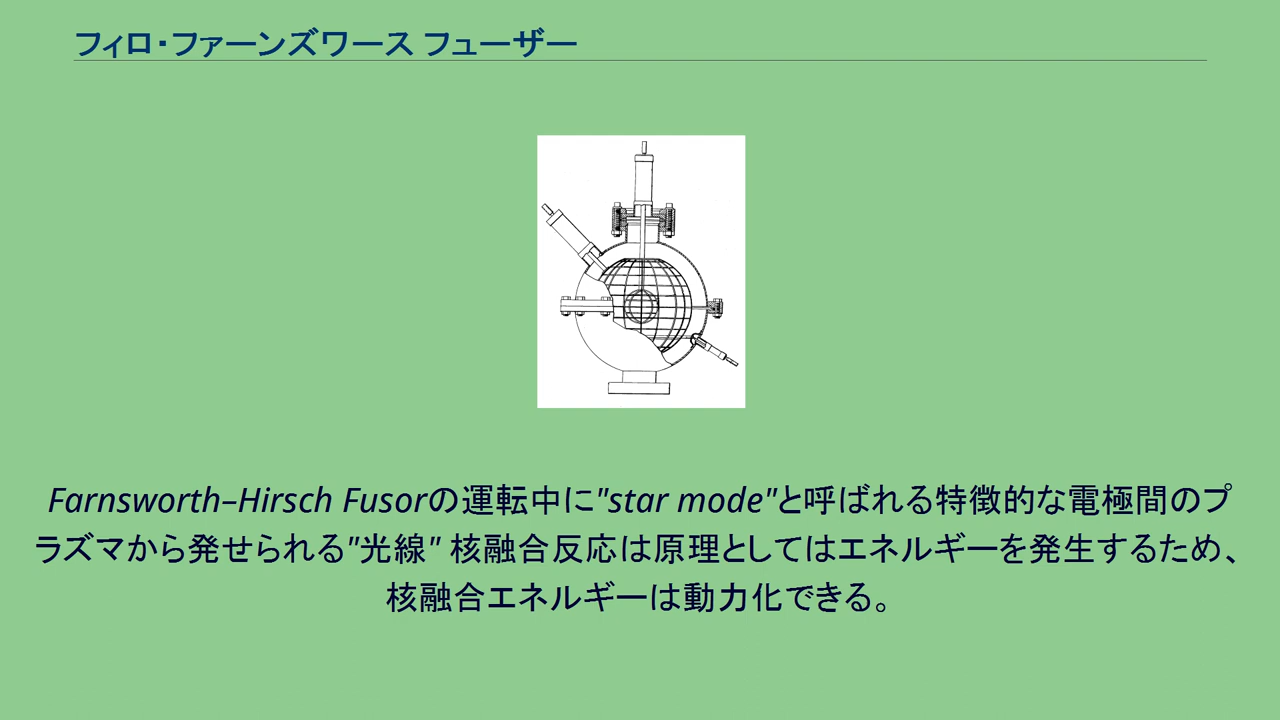 フィロ・ファーンズワース フューザー
Farnsworth–Hirsch Fusorの運転中に"star mode"と呼ばれる特徴的な電極間のプ
ラズマから発せられる"光線" 核融合反応は原理としてはエネルギーを発生するため、
核融合エネルギーは動力化できる。